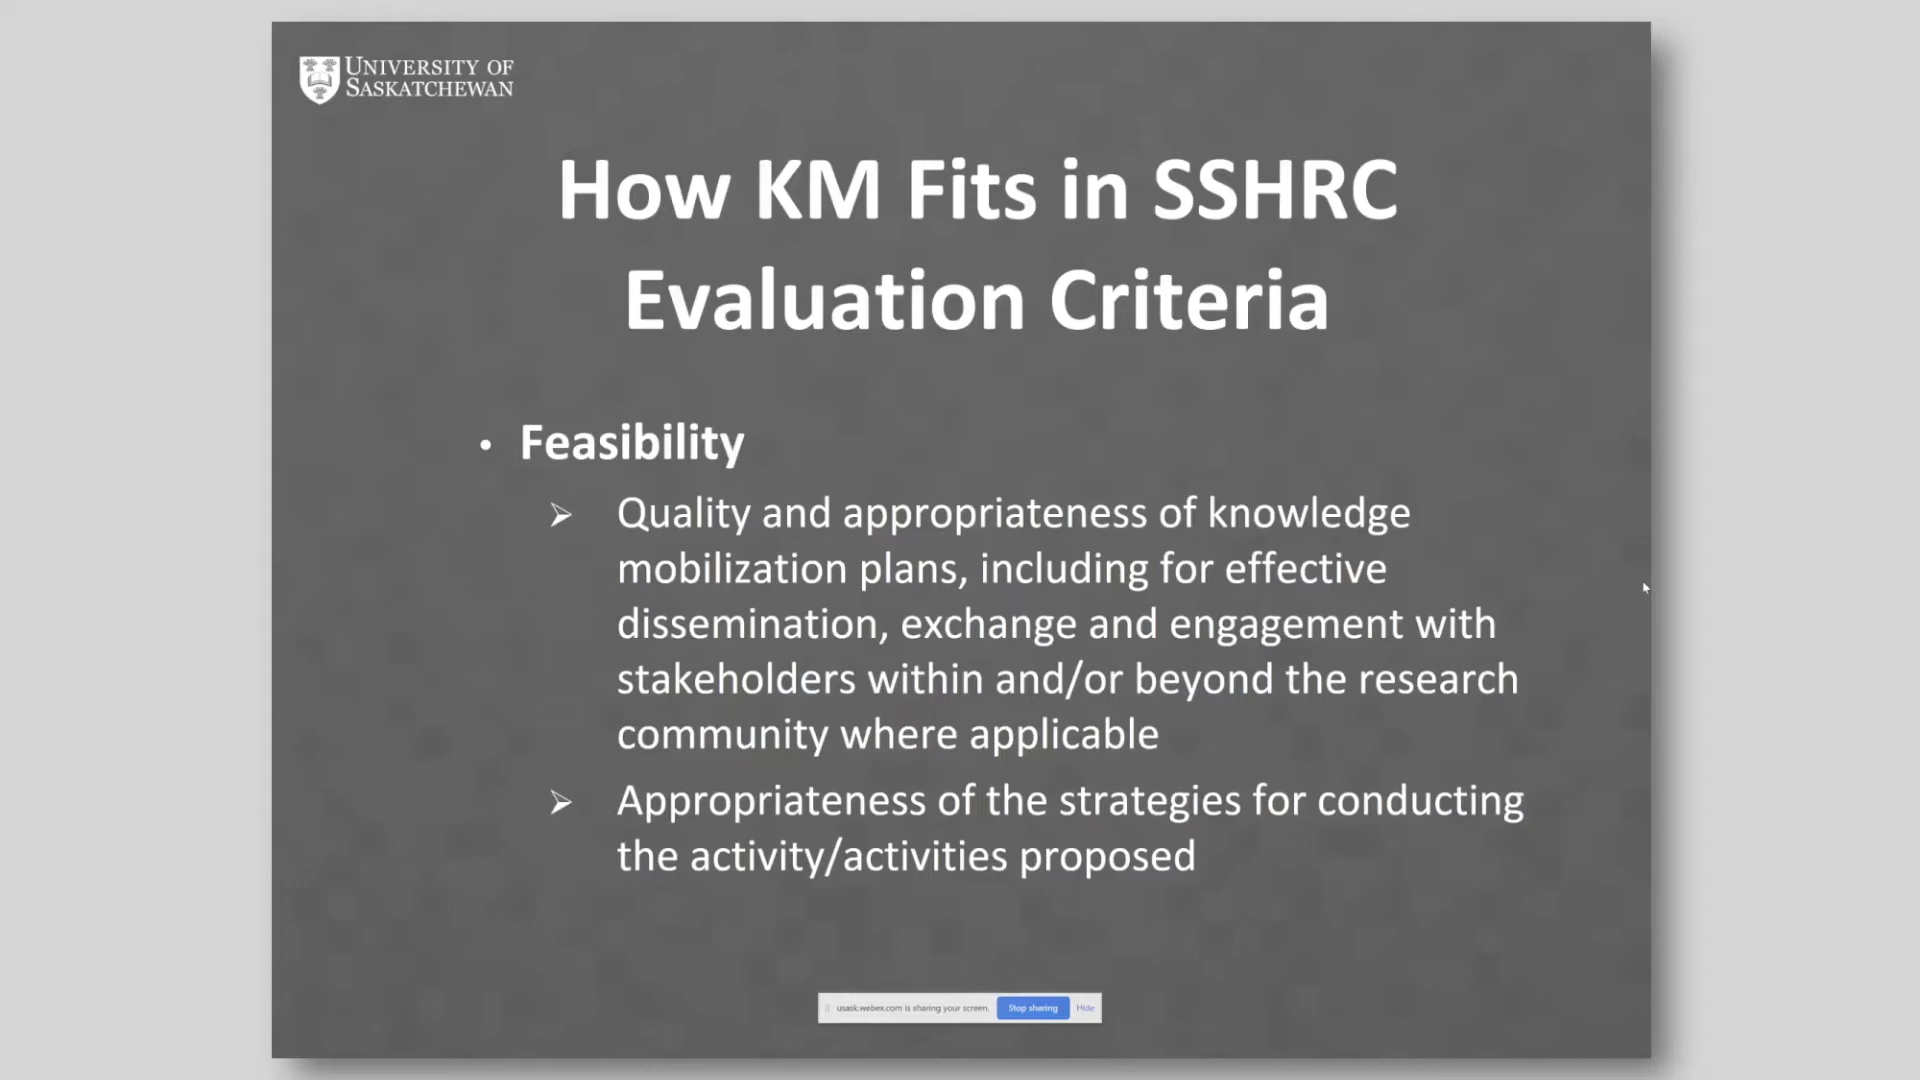 UNIVERSITY OF
SASKATCHEWAN
How KM Fits in SSHRC
Evaluation Criteria
• Feasibility
➢ Quality and appropriateness of knowledge
mobilization plans, including for effective
dissemination, exchange and engagement with
stakeholders within and/or beyond the research
community where applicable
➢ Appropriateness of the strategies for conducting
the activity/activities proposed
usask.webex.com is sharing your screen. Stop sharing Hide